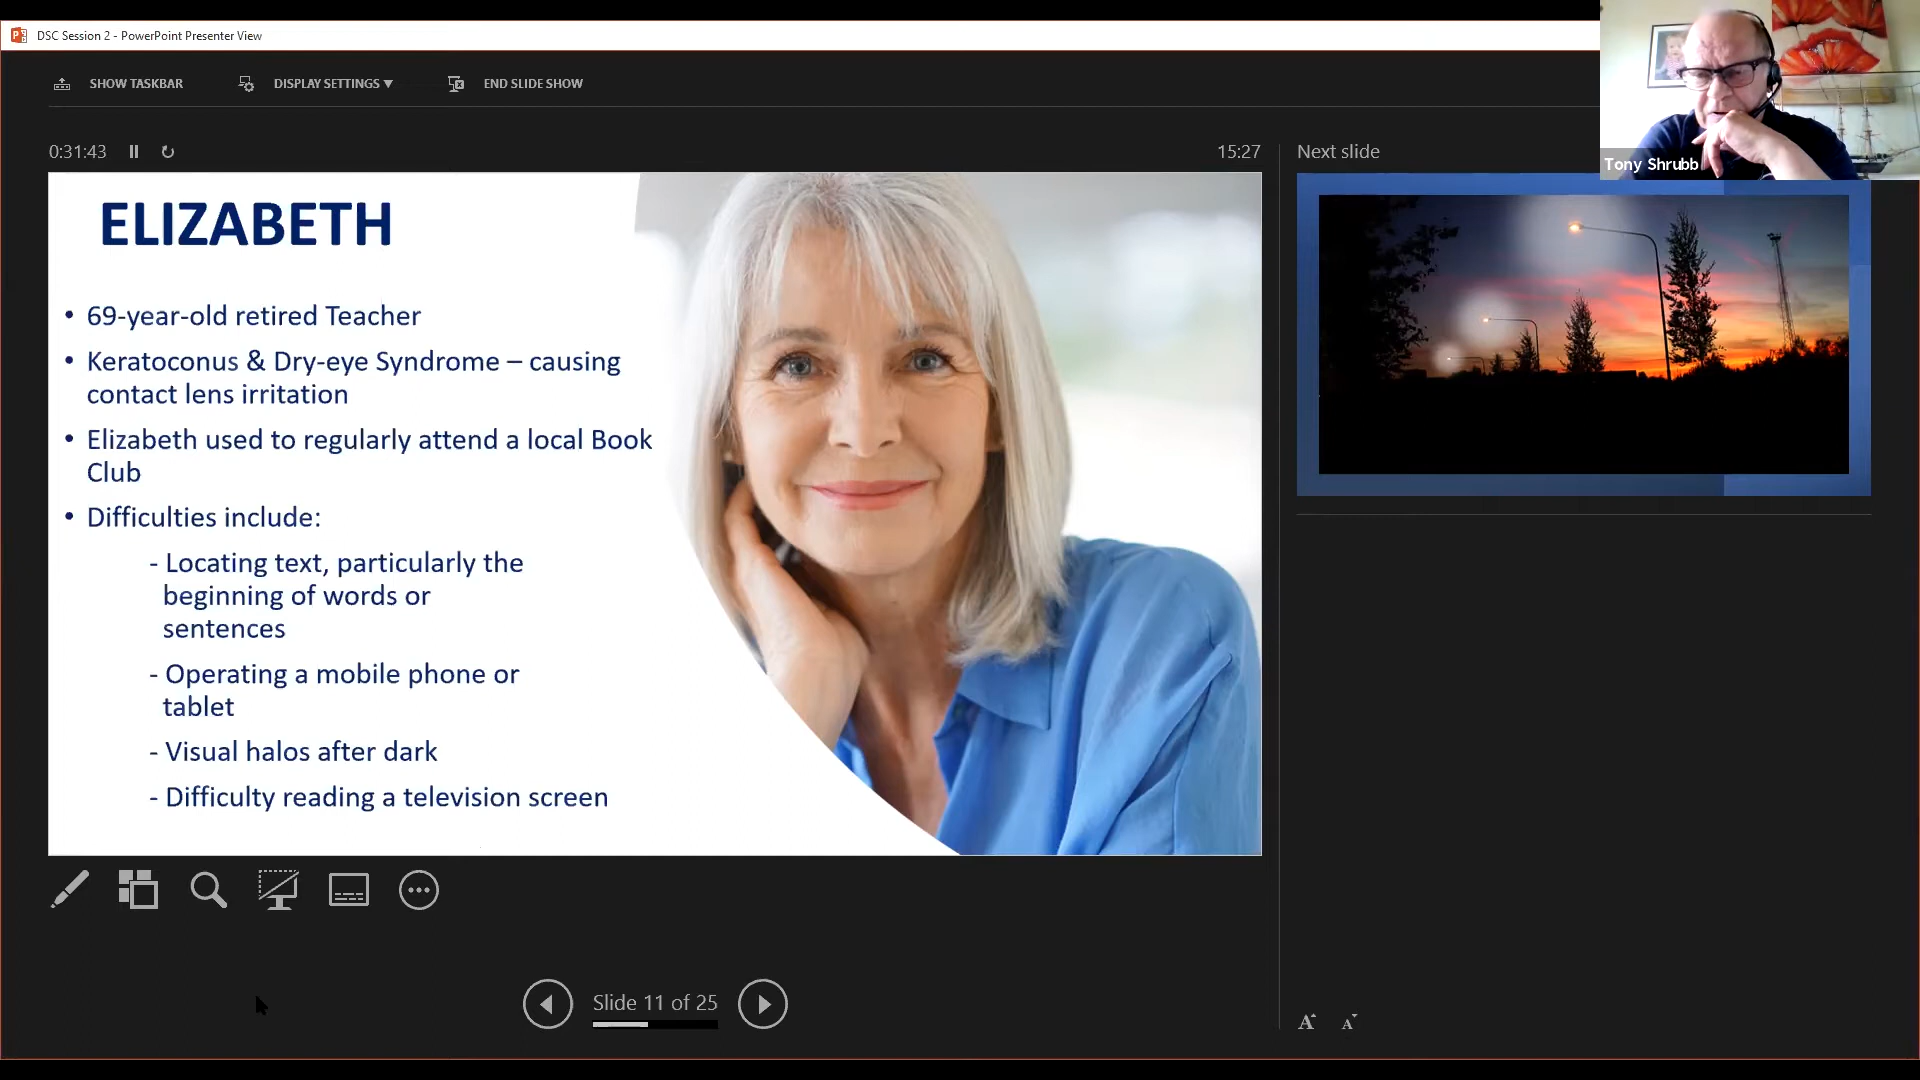 DSC Session 2 - PowerPoint Presenter View
SHOW TASKBAR
DISPLAY SETTINGS
END SLIDE SHOW
0:31:43
15:27
Next slide
Tony Shrubb
ELIZABETH
• 69-year-old retired Teacher
• Keratoconus & Dry-eye Syndrome – causing
contact lens irritation
• Elizabeth used to regularly attend a local Book
Club
• Difficulties include:
- Locating text, particularly the
beginning of words or
sentences
- Operating a mobile phone or
tablet
- Visual halos after dark
- Difficulty reading a television screen
Slide 11 of 25
A A